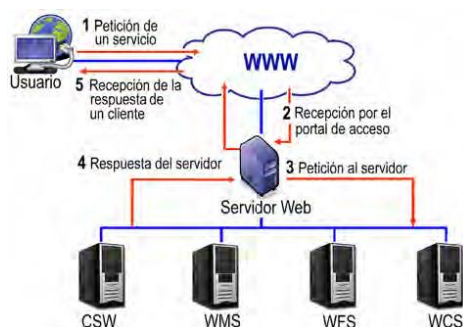 1 Petición de
un servicio
WWW
Usuario
5 Recepción de la
respuesta de
un cliente
2 Recepción por el
portal de acceso
4 Respuesta del servidor
3 Petición al servidor
Servidor Web
CSW
WMS
WFS
WCS